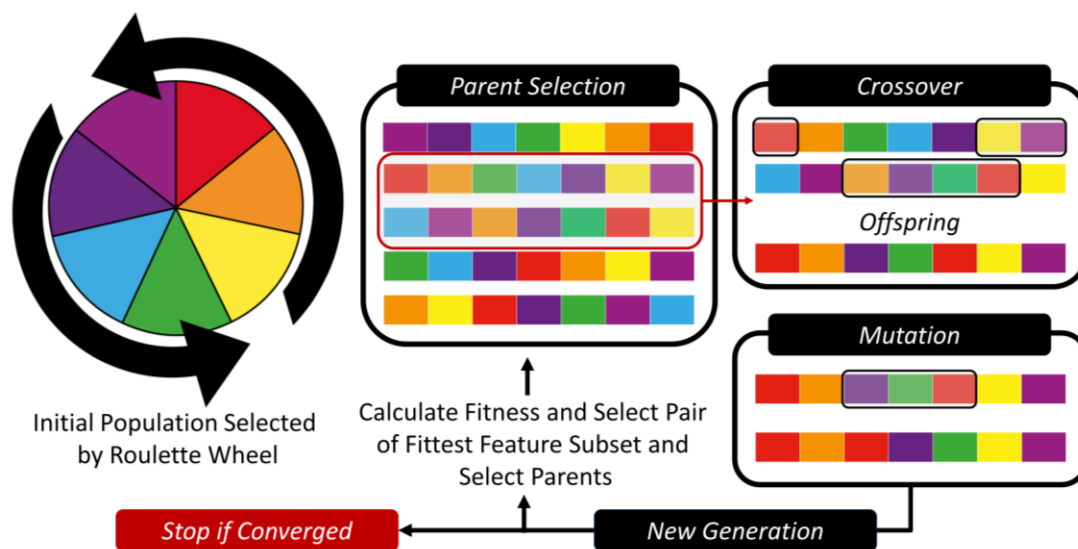 Parent Selection
Crossover
Offspring
Mutation
Initial Population Selected
by Roulette Wheel
Calculate Fitness and Select Pair
of Fittest Feature Subset and
Select Parents
Stop if Converged
New Generation